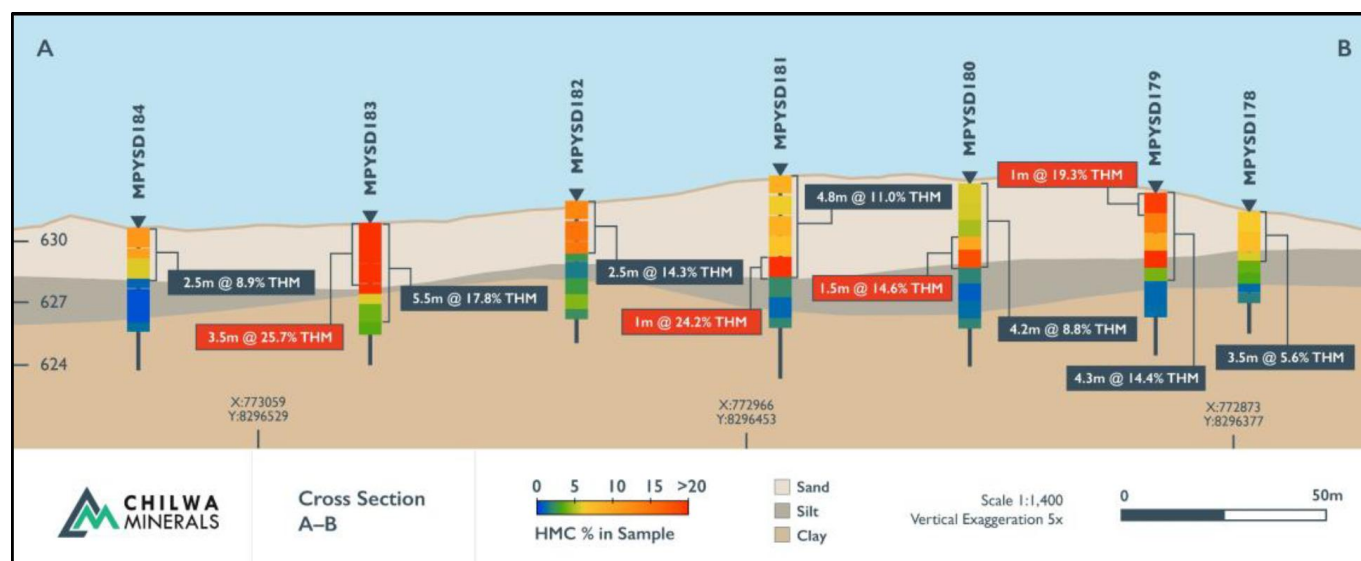 A
B
MPYSD184
MPYSD183
MPYSD182
MPYSD181
MPYSD180
MPYSD179
MPYSD178
1m @ 19.3% THM
4.8m @ 11.0% THM
630
2.5m @ 8.9% THM
2.5m @ 14.3% THM
1.5m @ 14.6% THM
627
5.5m @ 17.8% THM
1m @ 24.2% THM
4.2m @ 8.8% THM
3.5m @ 25.7% THM
3.5m @ 5.6% THM
624
4.3m @ 14.4% THM
X:773059
Y:8296529
X:772966
Y:8296453
X:772873
Y:8296377
CHILWA
MINERALS
Cross Section
A–B
0 5 10 15 >20
HMC % in Sample
Sand
Silt
Clay
Scale 1:1,400
Vertical Exaggeration 5x
0 50m